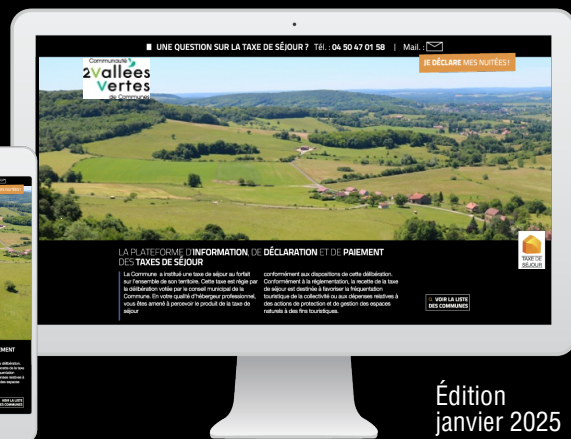 UNE QUESTION SUR LA TAXE DE SÉJOUR ? Tél. : 04 50 47 01 58 | Mail. :
JE DÉCLARE MES NUITÉES !
Communauté
2Vallées
Vertes
de Communes
LA PLATEFORME D'INFORMATION, DE DÉCLARATION ET DE PAIEMENT
DES TAXES DE SÉJOUR
La Commune a institué une taxe de séjour au forfait
sur l'ensemble de son territoire. Cette taxe est régie par
la délibération votée par le conseil municipal de la
Commune. En votre qualité d'hébergeur professionnel,
vous êtes amené à percevoir le produit de la taxe de
séjour
conformément aux dispositions de cette délibération.
Conformément à la réglementation, la recette de la taxe
de séjour est destinée à favoriser la fréquentation
touristique de la collectivité ou aux dépenses relatives à
des actions de protection et de gestion des espaces
naturels à des fins touristiques.
TAXE DE
SÉJOUR
VOIR LA LISTE
DES COMMUNES
VOIR LA LISTE
DES COMMUNES
Édition
janvier 2025